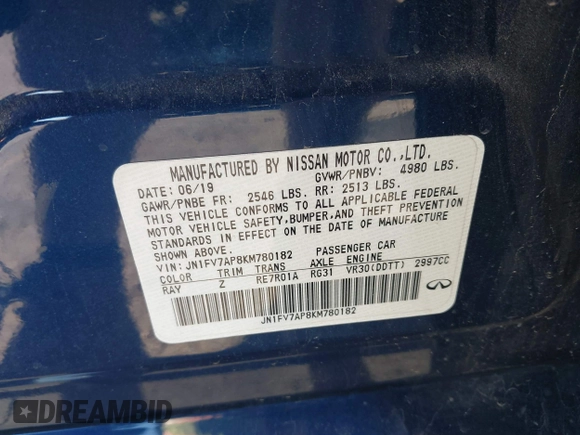 MANUFACTURED BY NISSAN MOTOR CO.,LTD.
DATE: 06/19 GVWR/PNBV: 4980 LBS.
GAWR/PNBE FR: 2546 LBS. RR: 2513 LBS.
THIS VEHICLE CONFORMS TO ALL APPLICABLE FEDERAL
MOTOR VEHICLE SAFETY,BUMPER,AND THEFT PREVENTION
STANDARDS IN EFFECT ON THE DATE OF MANUFACTURE
SHOWN ABOVE.
VIN: JN1FV7AP8KM780182 PASSENGER CAR
COLOR TRIM TRANS AXLE ENGINE
RAY Z RE7R01A RG31 VR30(DDTT) 2997CC
JN1FV7AP8KM780182
DREAMBID